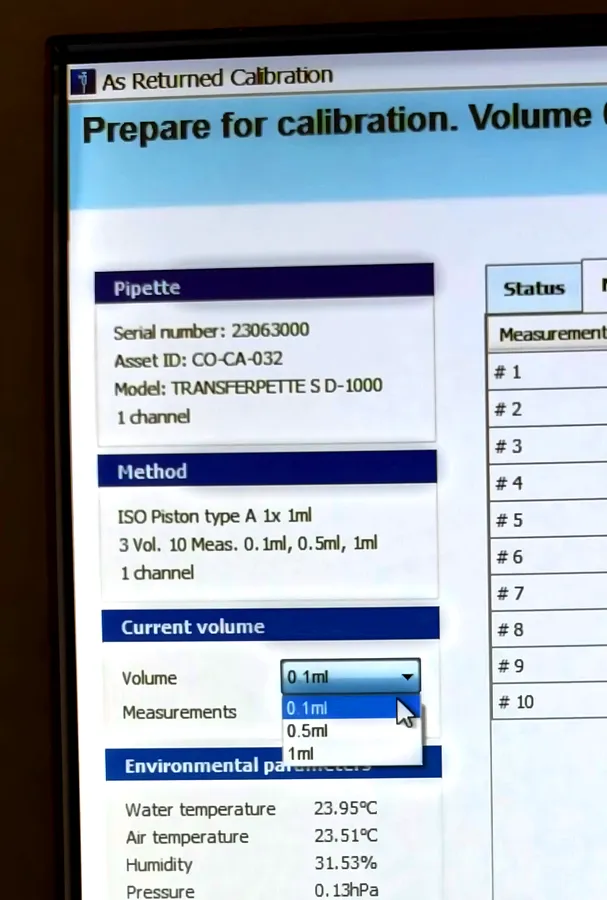 As Returned Calibration
Prepare for calibration. Volume
Pipette
Serial number: 23063000
Asset ID: CO-CA-032
Model: TRANSFERPETTE S D-1000
1 channel
Method
ISO Piston type A 1x 1ml
3 Vol. 10 Meas. 0.1ml, 0.5ml, 1ml
1 channel
Current volume
Volume 0.1ml
0.1ml
Measurements
0.5ml
1ml
Environmental parameters
Water temperature 23.95°C
Air temperature 23.51°C
Humidity 31.53%
Pressure 0.13hPa
Status
Measurement
# 1
# 2
# 3
# 4
# 5
# 6
# 7
# 8
# 9
# 10